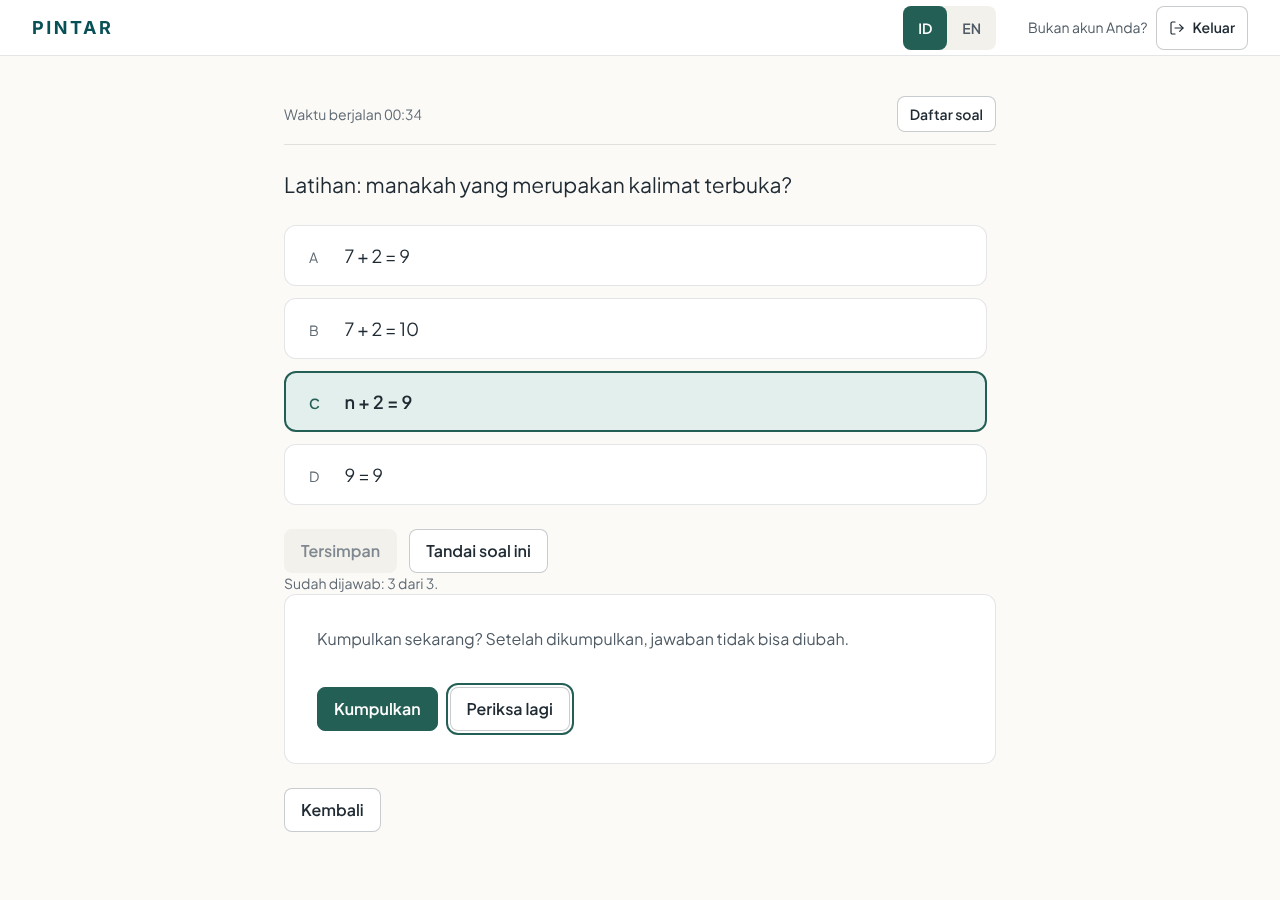 PINTAR
ID EN Bukan akun Anda? Keluar
Waktu berjalan 00:34 Daftar soal
Latihan: manakah yang merupakan kalimat terbuka?
A 7 + 2 = 9
B 7 + 2 = 10
C n + 2 = 9
D 9 = 9
Tersimpan Tandai soal ini
Sudah dijawab: 3 dari 3.
Kumpulkan sekarang? Setelah dikumpulkan, jawaban tidak bisa diubah.
Kumpulkan Periksa lagi
Kembali